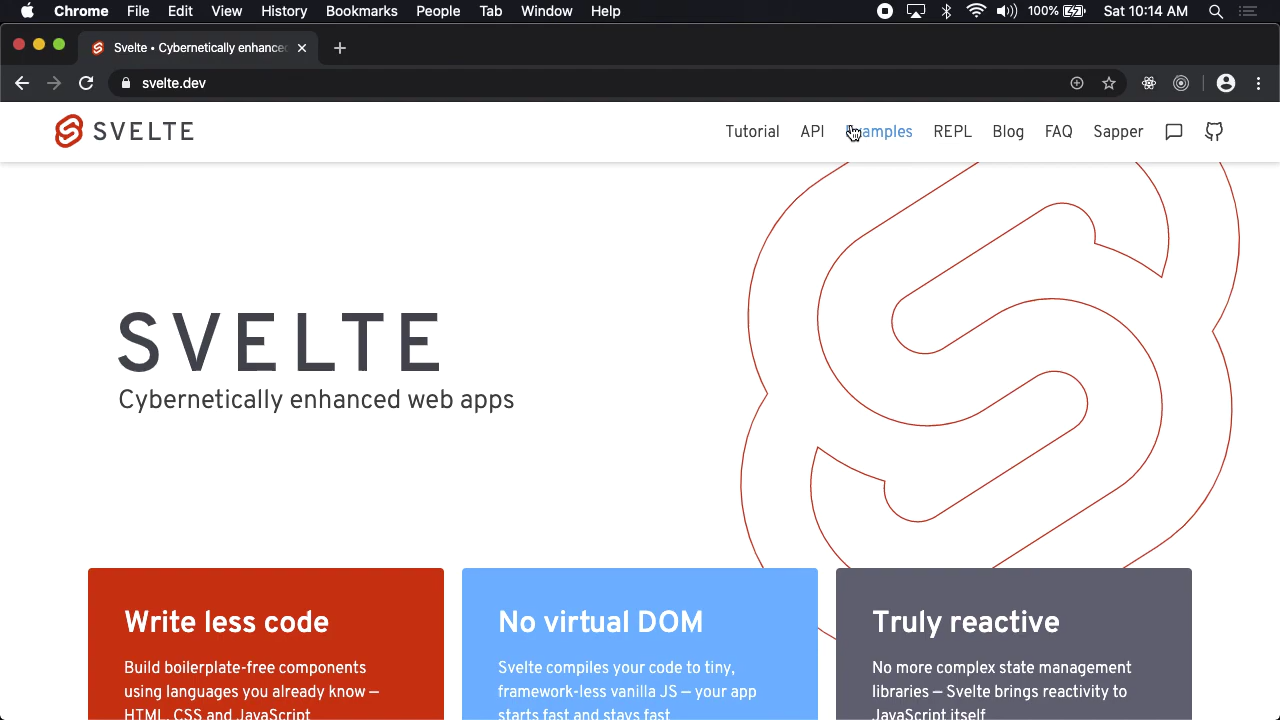 Chrome File Edit View History Bookmarks People Tab Window Help 100% Sat 10:14 AM
Svelte • Cybernetically enhanced
svelte.dev
SVELTE Tutorial API Examples REPL Blog FAQ Sapper
SVELTE
Cybernetically enhanced web apps
Write less code
Build boilerplate-free components
using languages you already know —
HTML, CSS and JavaScript
No virtual DOM
Svelte compiles your code to tiny,
framework-less vanilla JS — your app
starts fast and stays fast
Truly reactive
No more complex state management
libraries — Svelte brings reactivity to
JavaScript itself